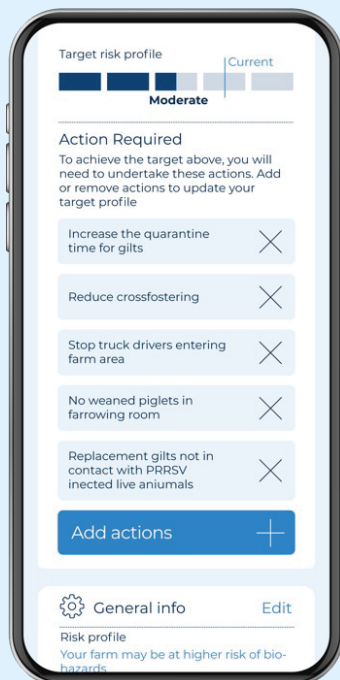 Target risk profile
Current
Moderate
Action Required
To achieve the target above, you will
need to undertake these actions. Add
or remove actions to update your
target profile
Increase the quarantine
time for gilts
Reduce crossfostering
Stop truck drivers entering
farm area
No weaned piglets in
farrowing room
Replacement gilts not in
contact with PRRSV
inected live aniumals
Add actions
General info
Edit
Risk profile
Your farm may be at higher risk of bio-
hazards